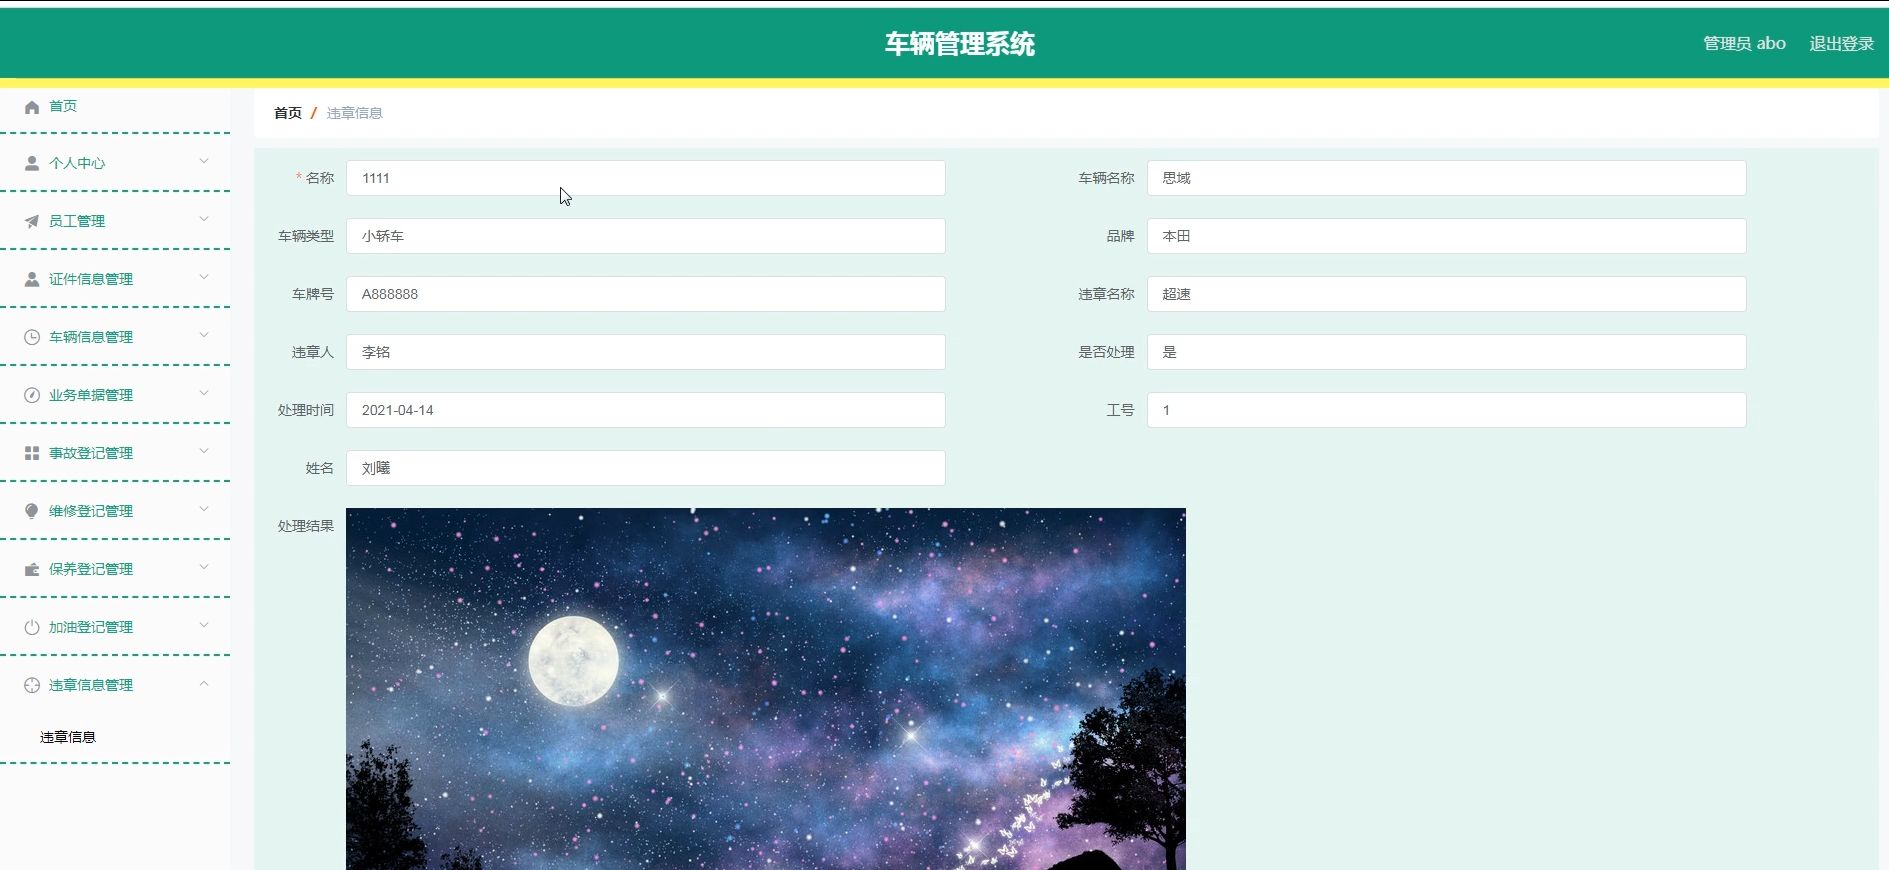 车辆管理系统
管理员 abo 退出登录
首页
个人中心
员工管理
证件信息管理
车辆信息管理
业务单据管理
事故登记管理
维修登记管理
保养登记管理
加油登记管理
违章信息管理
违章信息
首页 / 违章信息
* 名称 1111
车辆名称 思域
车辆类型 小轿车
品牌 本田
车牌号 A888888
违章名称 超速
违章人 李铭
是否处理 是
处理时间 2021-04-14
工号 1
姓名 刘曦
处理结果